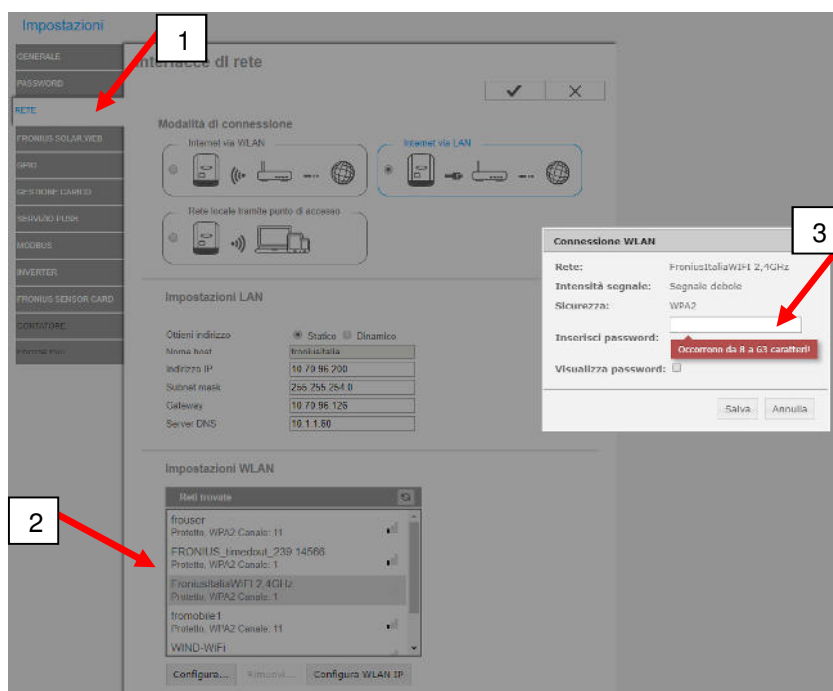 Impostazioni
1
GENERALE
Interfacce di rete
PASSWORD
RETE
FRONIUS SOLAR.WEB
GPIO
GESTIONE CARICO
SERVIZIO PUSH
MODBUS
INVERTER
FRONIUS SENSOR CARD
CONTATORE
Modalità di connessione
Internet via WLAN
Internet via LAN
Rete locale tramite punto di accesso
Impostazioni LAN
Ottieni indirizzo Statico Dinamico
Nome host froniusitalia
Indirizzo IP 10.70.96.200
Subnet mask 255.255.254.0
Gateway 10.70.96.126
Server DNS 10.1.1.80
Impostazioni WLAN
2
Reti trovate
frouser
Protetto, WPA2 Canale: 11
FRONIUS_timedout_239.14566
Protetto, WPA2 Canale: 1
FroniusItaliaWIFI 2,4GHz
Protetto, WPA2 Canale: 1
fromobile1
Protetto, WPA2 Canale: 11
WIND-WiFi
Configura... Rimuovi... Configura WLAN IP
Connessione WLAN
3
Rete: FroniusItaliaWIFI 2,4GHz
Intensità segnale: Segnale debole
Sicurezza: WPA2
Inserisci password:
Occorrono da 8 a 63 caratteri!
Visualizza password:
Salva Annulla